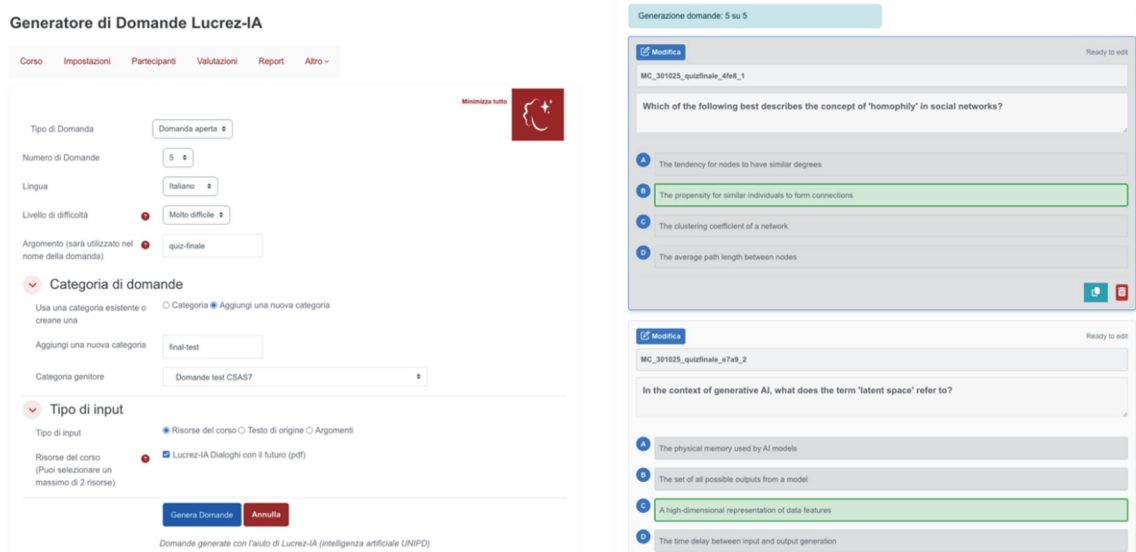 Generatore di Domande Lucrez-IA
Corso Impostazioni Partecipanti Valutazioni Report Altro
Minimizza tutto
Tipo di Domanda Domanda aperta
Numero di Domande 5
Lingua Italiano
Livello di difficoltà ? Molto difficile
Argomento (sarà utilizzato nel ? quiz-finale
nome della domanda)
Categoria di domande
Usa una categoria esistente o Categoria Aggiungi una nuova categoria
creane una
Aggiungi una nuova categoria final-test
Categoria genitore Domande test CSAS7
Tipo di input
Tipo di input Risorse del corso Testo di origine Argomenti
Risorse del corso ? Lucrez-IA Dialoghi con il futuro (pdf)
(Puoi selezionare un
massimo di 2 risorse)
Genera Domande Annulla
Domande generate con l'aiuto di Lucrez-IA (intelligenza artificiale UNIPD)
Generazione domande: 5 su 5
Modifica Ready to edit
MC_301025_quizfinale_4fe8_1
Which of the following best describes the concept of 'homophily' in social networks?
A The tendency for nodes to have similar degrees
B The propensity for similar individuals to form connections
C The clustering coefficient of a network
D The average path length between nodes
Modifica Ready to edit
MC_301025_quizfinale_e7a9_2
In the context of generative AI, what does the term 'latent space' refer to?
A The physical memory used by AI models
B The set of all possible outputs from a model
C A high-dimensional representation of data features
D The time delay between input and output generation